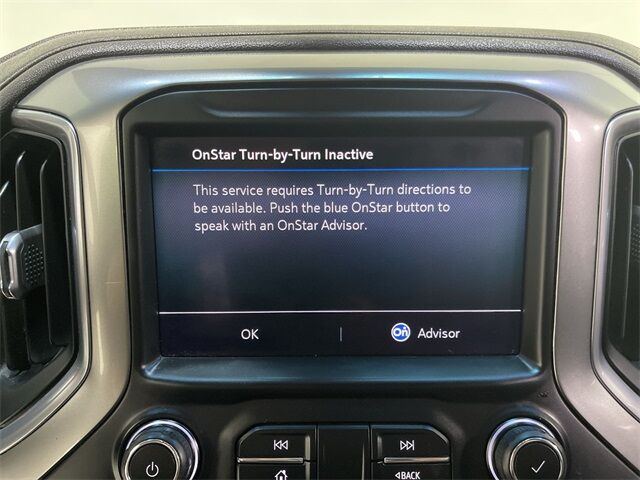 OnStar Turn-by-Turn Inactive
This service requires Turn-by-Turn directions to
be available. Push the blue OnStar button to
speak with an OnStar Advisor.
OK
On Advisor
BACK